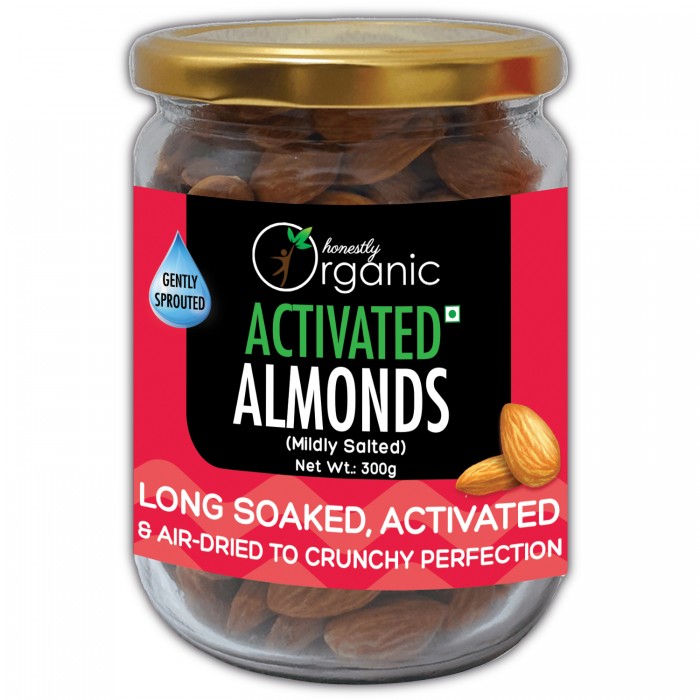 honestly
Organic
GENTLY
SPROUTED
ACTIVATED
ALMONDS
(Mildly Salted)
Net Wt.: 300g
LONG SOAKED, ACTIVATED
& AIR-DRIED TO CRUNCHY PERFECTION